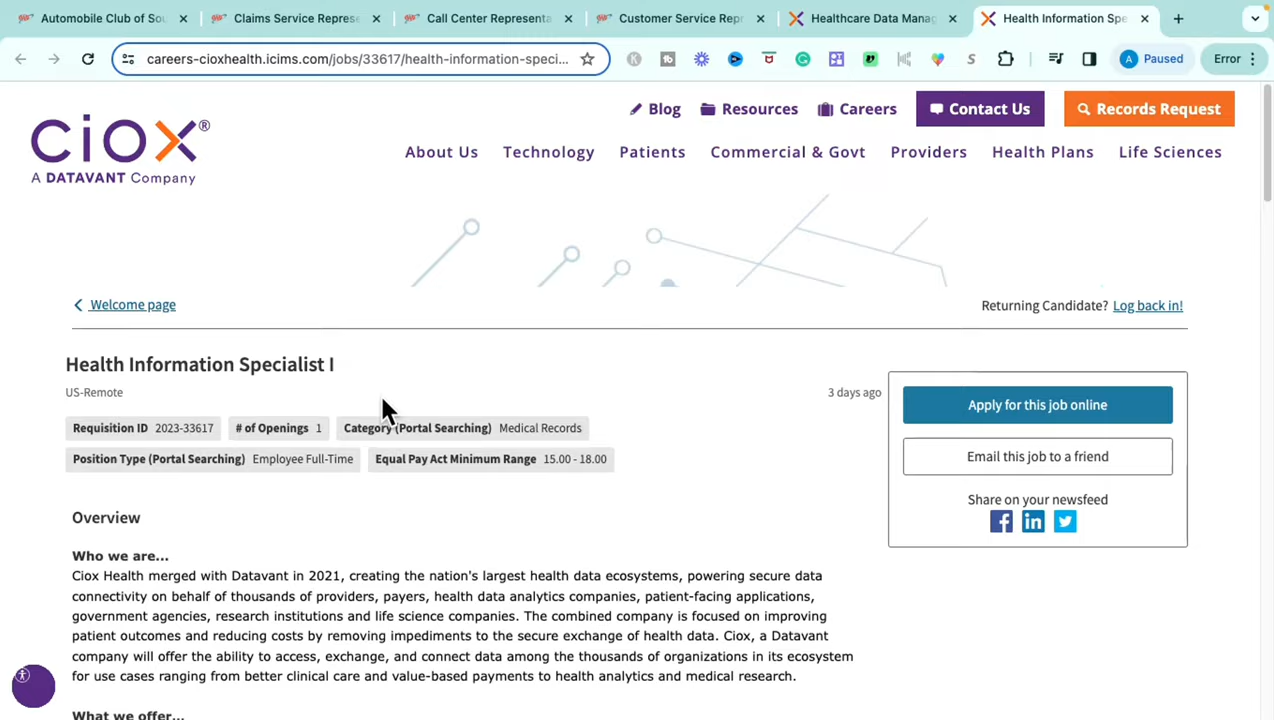 Automobile Club of Sou
Claims Service Represe
Call Center Representa
Customer Service Repr
Healthcare Data Manag
Health Information Spe
careers-cioxhealth.icims.com/jobs/33617/health-information-speci...
Paused
Error
Blog
Resources
Careers
Contact Us
Records Request
ciox®
A DATAVANT Company
About Us
Technology
Patients
Commercial & Govt
Providers
Health Plans
Life Sciences
Welcome page
Returning Candidate? Log back in!
Health Information Specialist I
US-Remote
3 days ago
Requisition ID 2023-33617
# of Openings 1
Category (Portal Searching) Medical Records
Position Type (Portal Searching) Employee Full-Time
Equal Pay Act Minimum Range 15.00 - 18.00
Apply for this job online
Email this job to a friend
Share on your newsfeed
Overview
Who we are...
Ciox Health merged with Datavant in 2021, creating the nation's largest health data ecosystems, powering secure data
connectivity on behalf of thousands of providers, payers, health data analytics companies, patient-facing applications,
government agencies, research institutions and life science companies. The combined company is focused on improving
patient outcomes and reducing costs by removing impediments to the secure exchange of health data. Ciox, a Datavant
company will offer the ability to access, exchange, and connect data among the thousands of organizations in its ecosystem
for use cases ranging from better clinical care and value-based payments to health analytics and medical research.
What we offer...